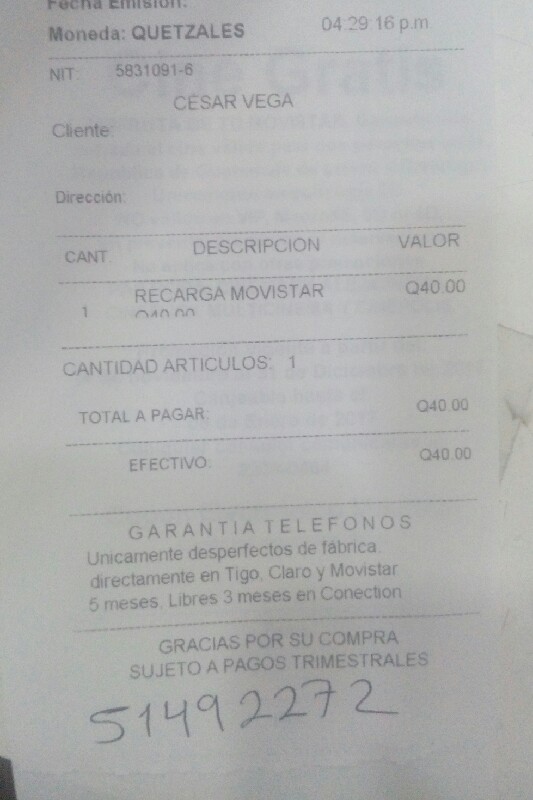 Fecha Emisión:
Moneda: QUETZALES 04:29:16 p.m
NIT: 5831091-6
CESAR VEGA
Cliente:
Dirección:
CANT. DESCRIPCION VALOR
1 RECARGA MOVISTAR Q40.00
Q40.00
CANTIDAD ARTICULOS: 1
TOTAL A PAGAR: Q40.00
EFECTIVO: Q40.00
GARANTIA TELEFONOS
Unicamente desperfectos de fábrica,
directamente en Tigo, Claro y Movistar
5 meses, Libres 3 meses en Conection
GRACIAS POR SU COMPRA
SUJETO A PAGOS TRIMESTRALES
51492272